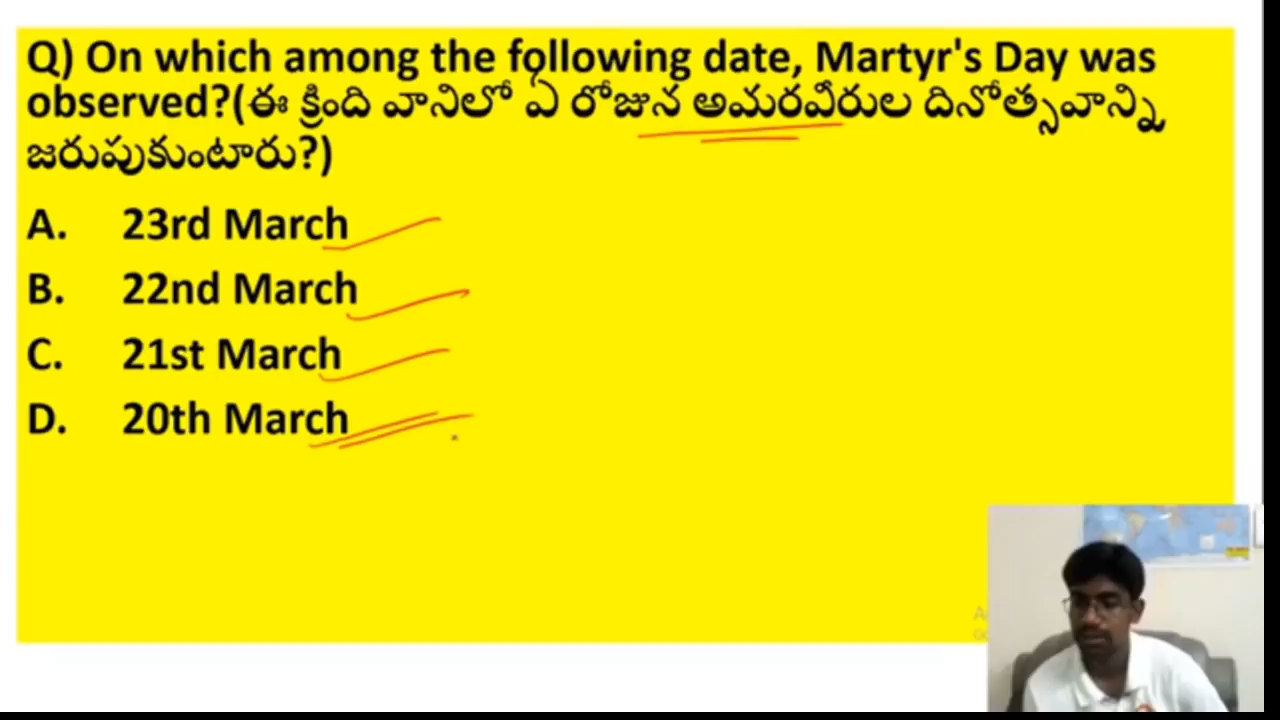 Q) On which among the following date, Martyr's Day was
observed?(ఈ క్రింది వానిలో ఏ రోజున అమరవీరుల దినోత్సవాన్ని
జరుపుకుంటారు?)
A. 23rd March
B. 22nd March
C. 21st March
D. 20th March